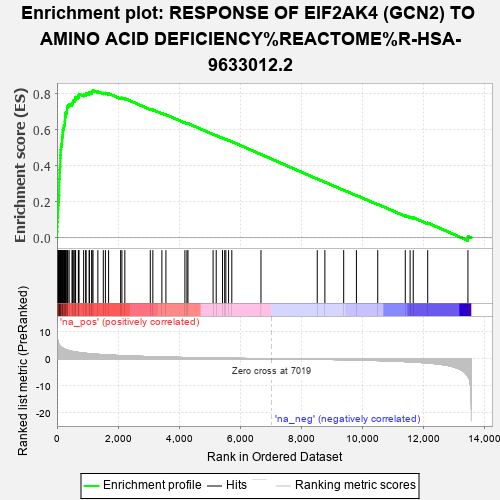 Enrichment plot: RESPONSE OF EIF2AK4 (GCN2) TO
AMINO ACID DEFICIENCY%REACTOME%R-HSA-
9633012.2
Enrichment score (ES)
0.8
0.6
0.4
0.2
0.0
'na_pos' (positively correlated)
Ranked list metric (PreRanked)
10
0
-10
-20
Zero cross at 7019
'na_neg' (negatively correlated)
0
2,000
4,000
6,000
8,000
10,000
12,000
14,000
Rank in Ordered Dataset
Enrichment profile
Hits
Ranking metric scores